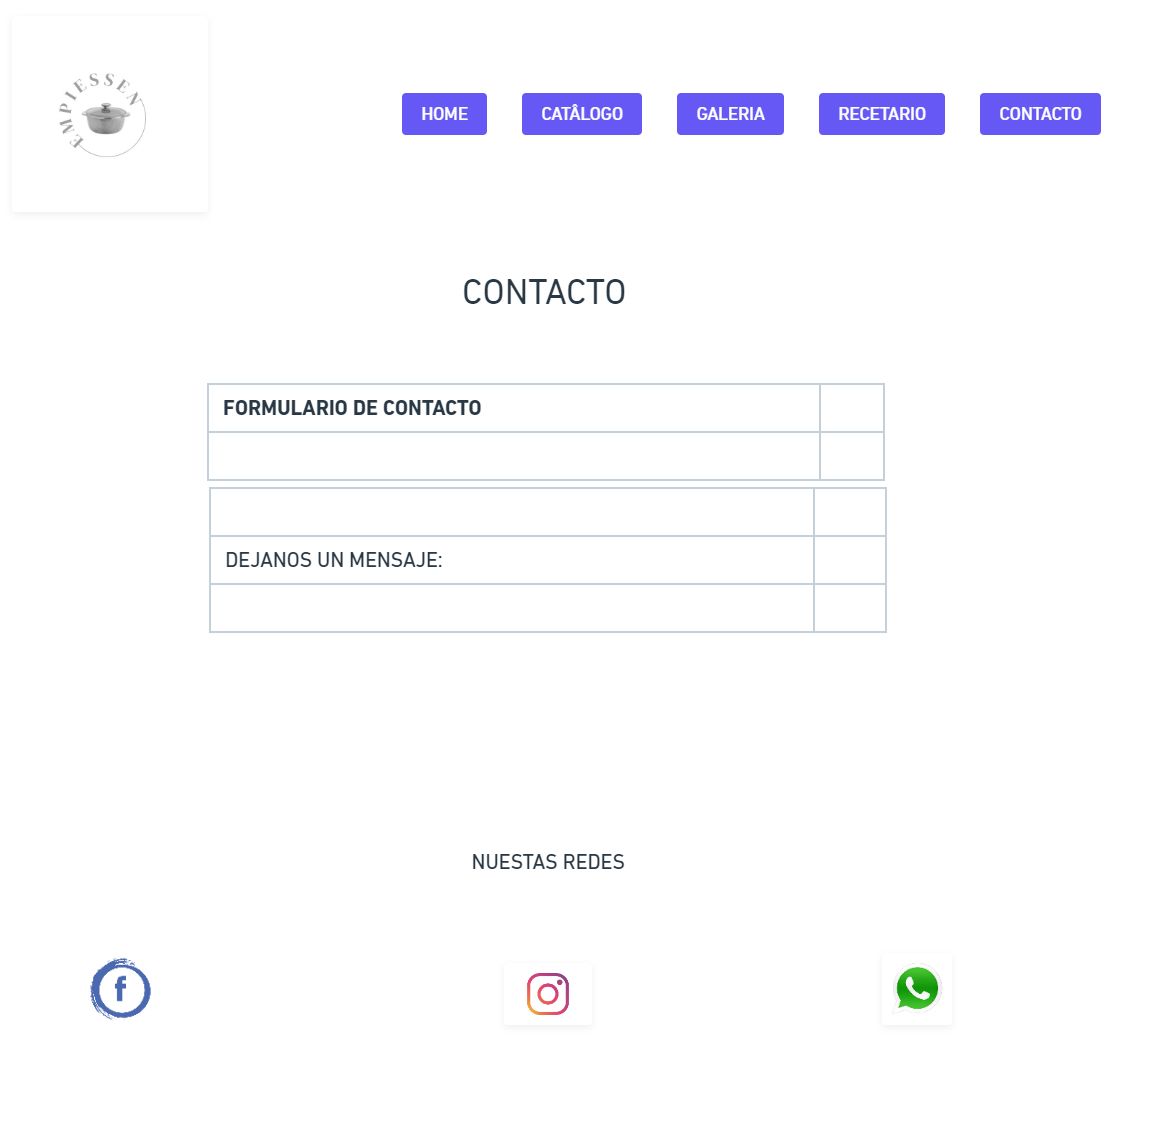 EMPIESSEN
HOME
CATÂLOGO
GALERIA
RECETARIO
CONTACTO
CONTACTO
FORMULARIO DE CONTACTO
DEJANOS UN MENSAJE:
NUESTAS REDES
f